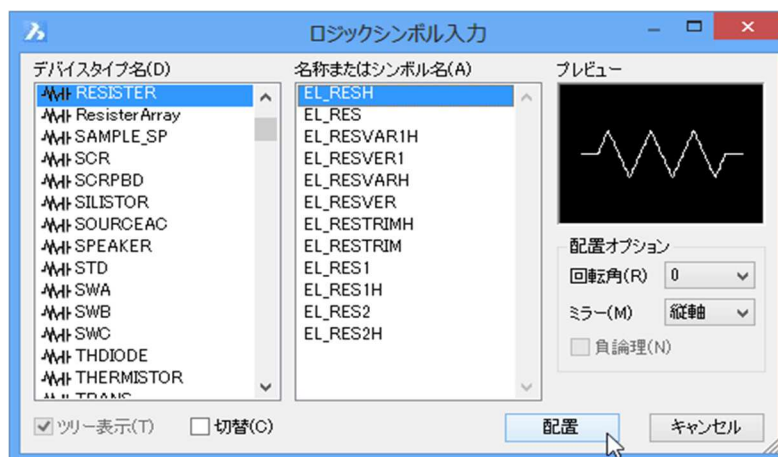 ロジックシンボル入力
デバイスタイプ名(D)
RESISTER
ResisterArray
SAMPLE_SP
SCR
SCRPBD
SILISTOR
SOURCEAC
SPEAKER
STD
SWA
SWB
SWC
THDIODE
THERMISTOR
TRANS
名称またはシンボル名(A)
EL_RESH
EL_RES
EL_RESVAR1H
EL_RESVER1
EL_RESVARH
EL_RESVER
EL_RESTRIMH
EL_RESTRIM
EL_RES1
EL_RES1H
EL_RES2
EL_RES2H
プレビュー
配置オプション
回転角(R) 0
ミラー(M) 縦軸
負論理(N)
ツリー表示(T) 切替(C) 配置 キャンセル